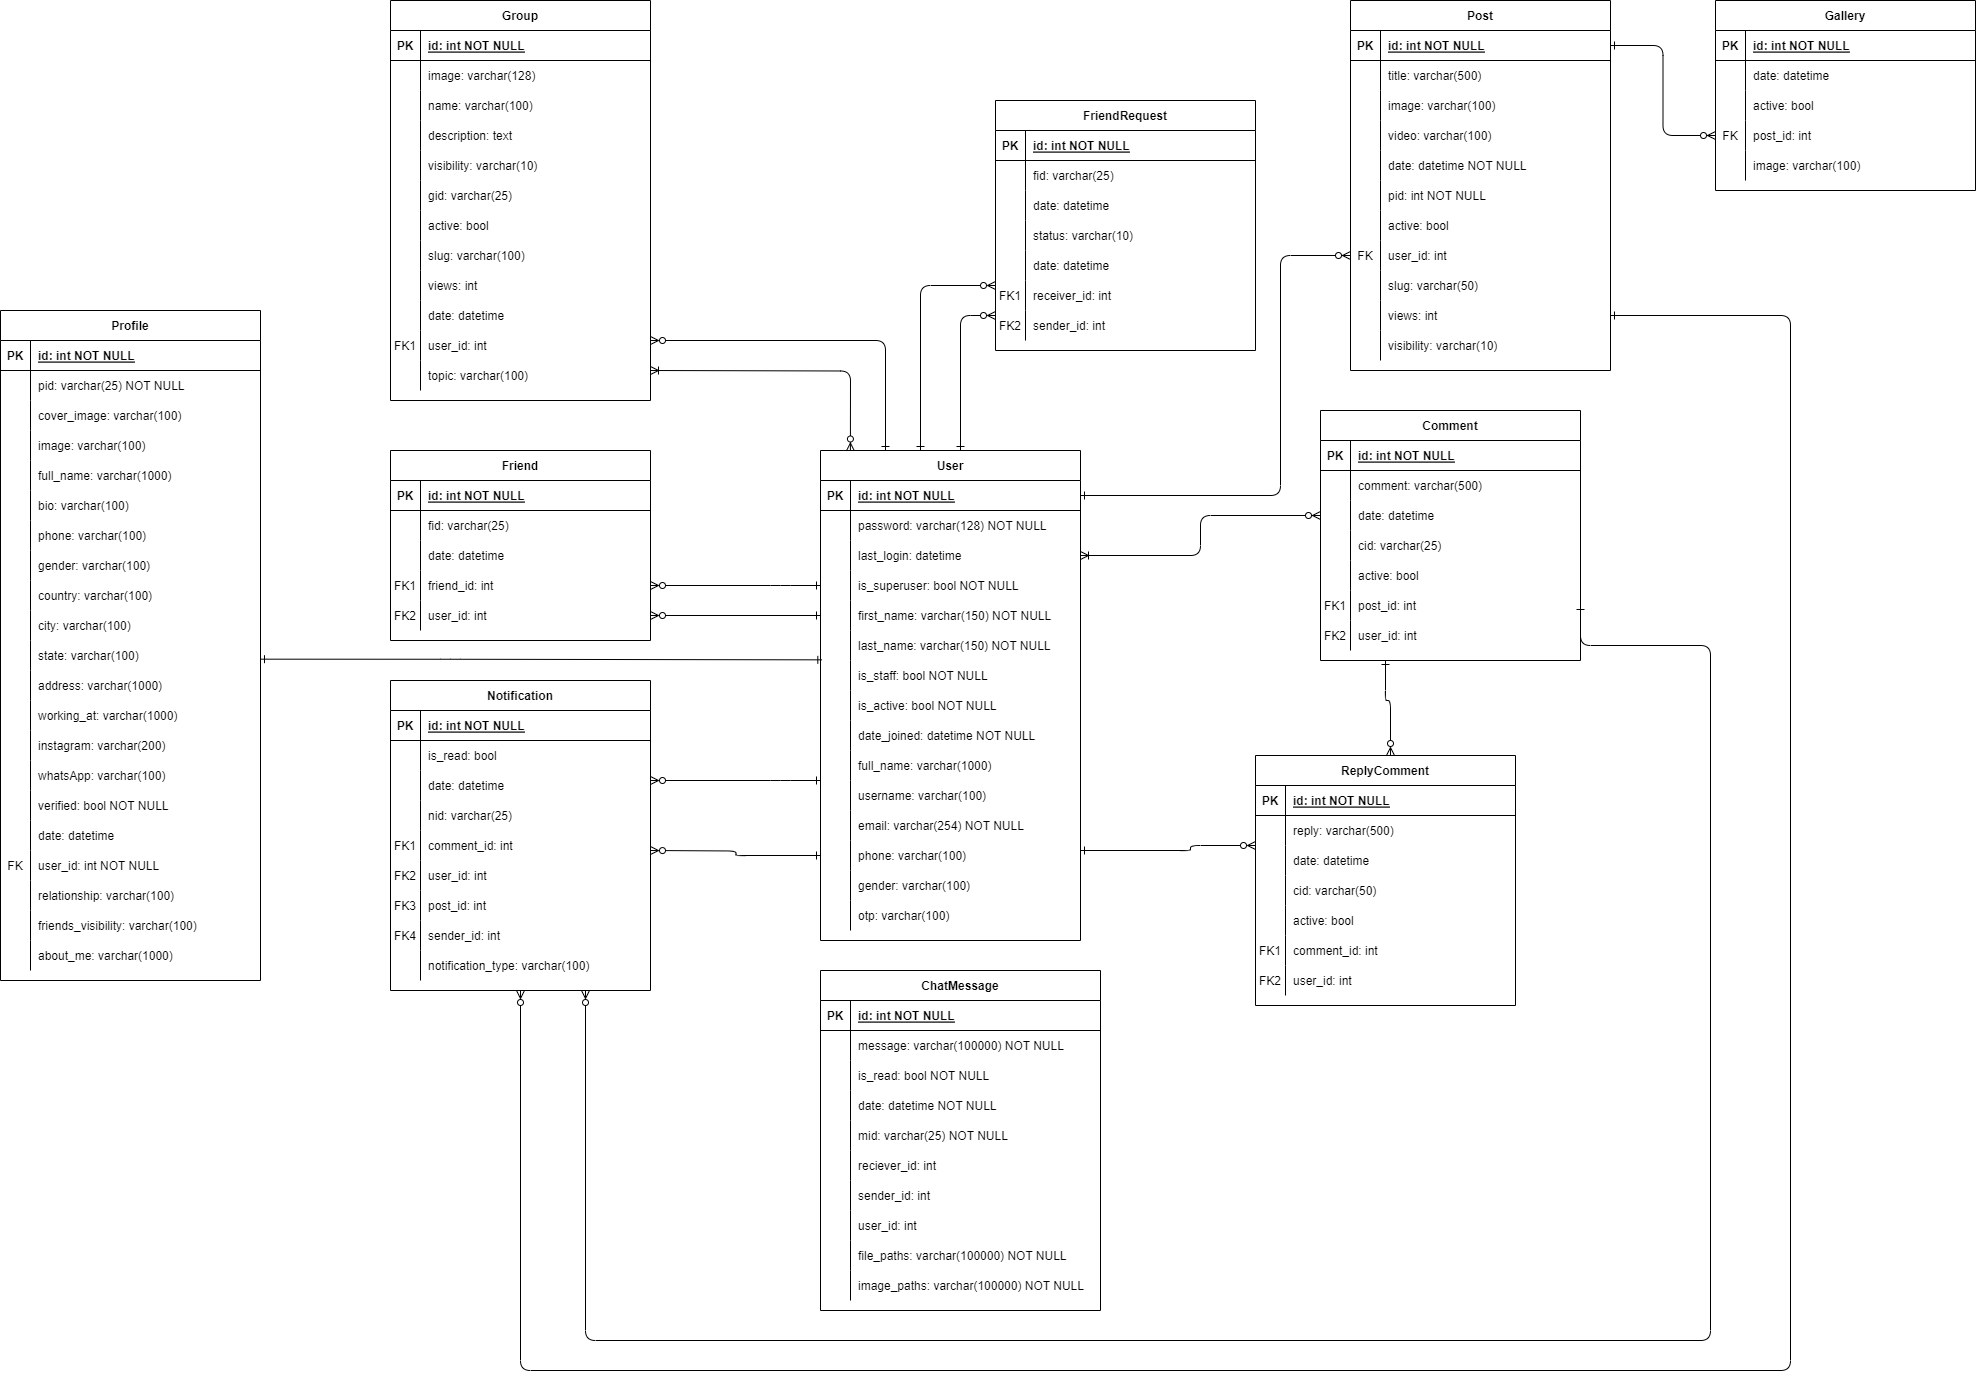 Group
PK id: int NOT NULL
image: varchar(128)
name: varchar(100)
description: text
visibility: varchar(10)
gid: varchar(25)
active: bool
slug: varchar(100)
views: int
date: datetime
FK1 user_id: int
topic: varchar(100)
Post
PK id: int NOT NULL
title: varchar(500)
image: varchar(100)
video: varchar(100)
date: datetime NOT NULL
pid: int NOT NULL
active: bool
FK user_id: int
slug: varchar(50)
views: int
visibility: varchar(10)
Gallery
PK id: int NOT NULL
date: datetime
active: bool
FK post_id: int
image: varchar(100)
FriendRequest
PK id: int NOT NULL
fid: varchar(25)
date: datetime
status: varchar(10)
date: datetime
FK1 receiver_id: int
FK2 sender_id: int
Profile
PK id: int NOT NULL
pid: varchar(25) NOT NULL
cover_image: varchar(100)
image: varchar(100)
full_name: varchar(1000)
bio: varchar(100)
phone: varchar(100)
gender: varchar(100)
country: varchar(100)
city: varchar(100)
state: varchar(100)
address: varchar(1000)
working_at: varchar(1000)
instagram: varchar(200)
whatsApp: varchar(100)
verified: bool NOT NULL
date: datetime
FK user_id: int NOT NULL
relationship: varchar(100)
friends_visibility: varchar(100)
about_me: varchar(1000)
Friend
PK id: int NOT NULL
fid: varchar(25)
date: datetime
FK1 friend_id: int
FK2 user_id: int
User
PK id: int NOT NULL
password: varchar(128) NOT NULL
last_login: datetime
is_superuser: bool NOT NULL
first_name: varchar(150) NOT NULL
last_name: varchar(150) NOT NULL
is_staff: bool NOT NULL
is_active: bool NOT NULL
date_joined: datetime NOT NULL
full_name: varchar(1000)
username: varchar(100)
email: varchar(254) NOT NULL
phone: varchar(100)
gender: varchar(100)
otp: varchar(100)
Comment
PK id: int NOT NULL
comment: varchar(500)
date: datetime
cid: varchar(25)
active: bool
FK1 post_id: int
FK2 user_id: int
Notification
PK id: int NOT NULL
is_read: bool
date: datetime
nid: varchar(25)
FK1 comment_id: int
FK2 user_id: int
FK3 post_id: int
FK4 sender_id: int
notification_type: varchar(100)
ReplyComment
PK id: int NOT NULL
reply: varchar(500)
date: datetime
cid: varchar(50)
active: bool
FK1 comment_id: int
FK2 user_id: int
ChatMessage
PK id: int NOT NULL
message: varchar(100000) NOT NULL
is_read: bool NOT NULL
date: datetime NOT NULL
mid: varchar(25) NOT NULL
reciever_id: int
sender_id: int
user_id: int
file_paths: varchar(100000) NOT NULL
image_paths: varchar(100000) NOT NULL